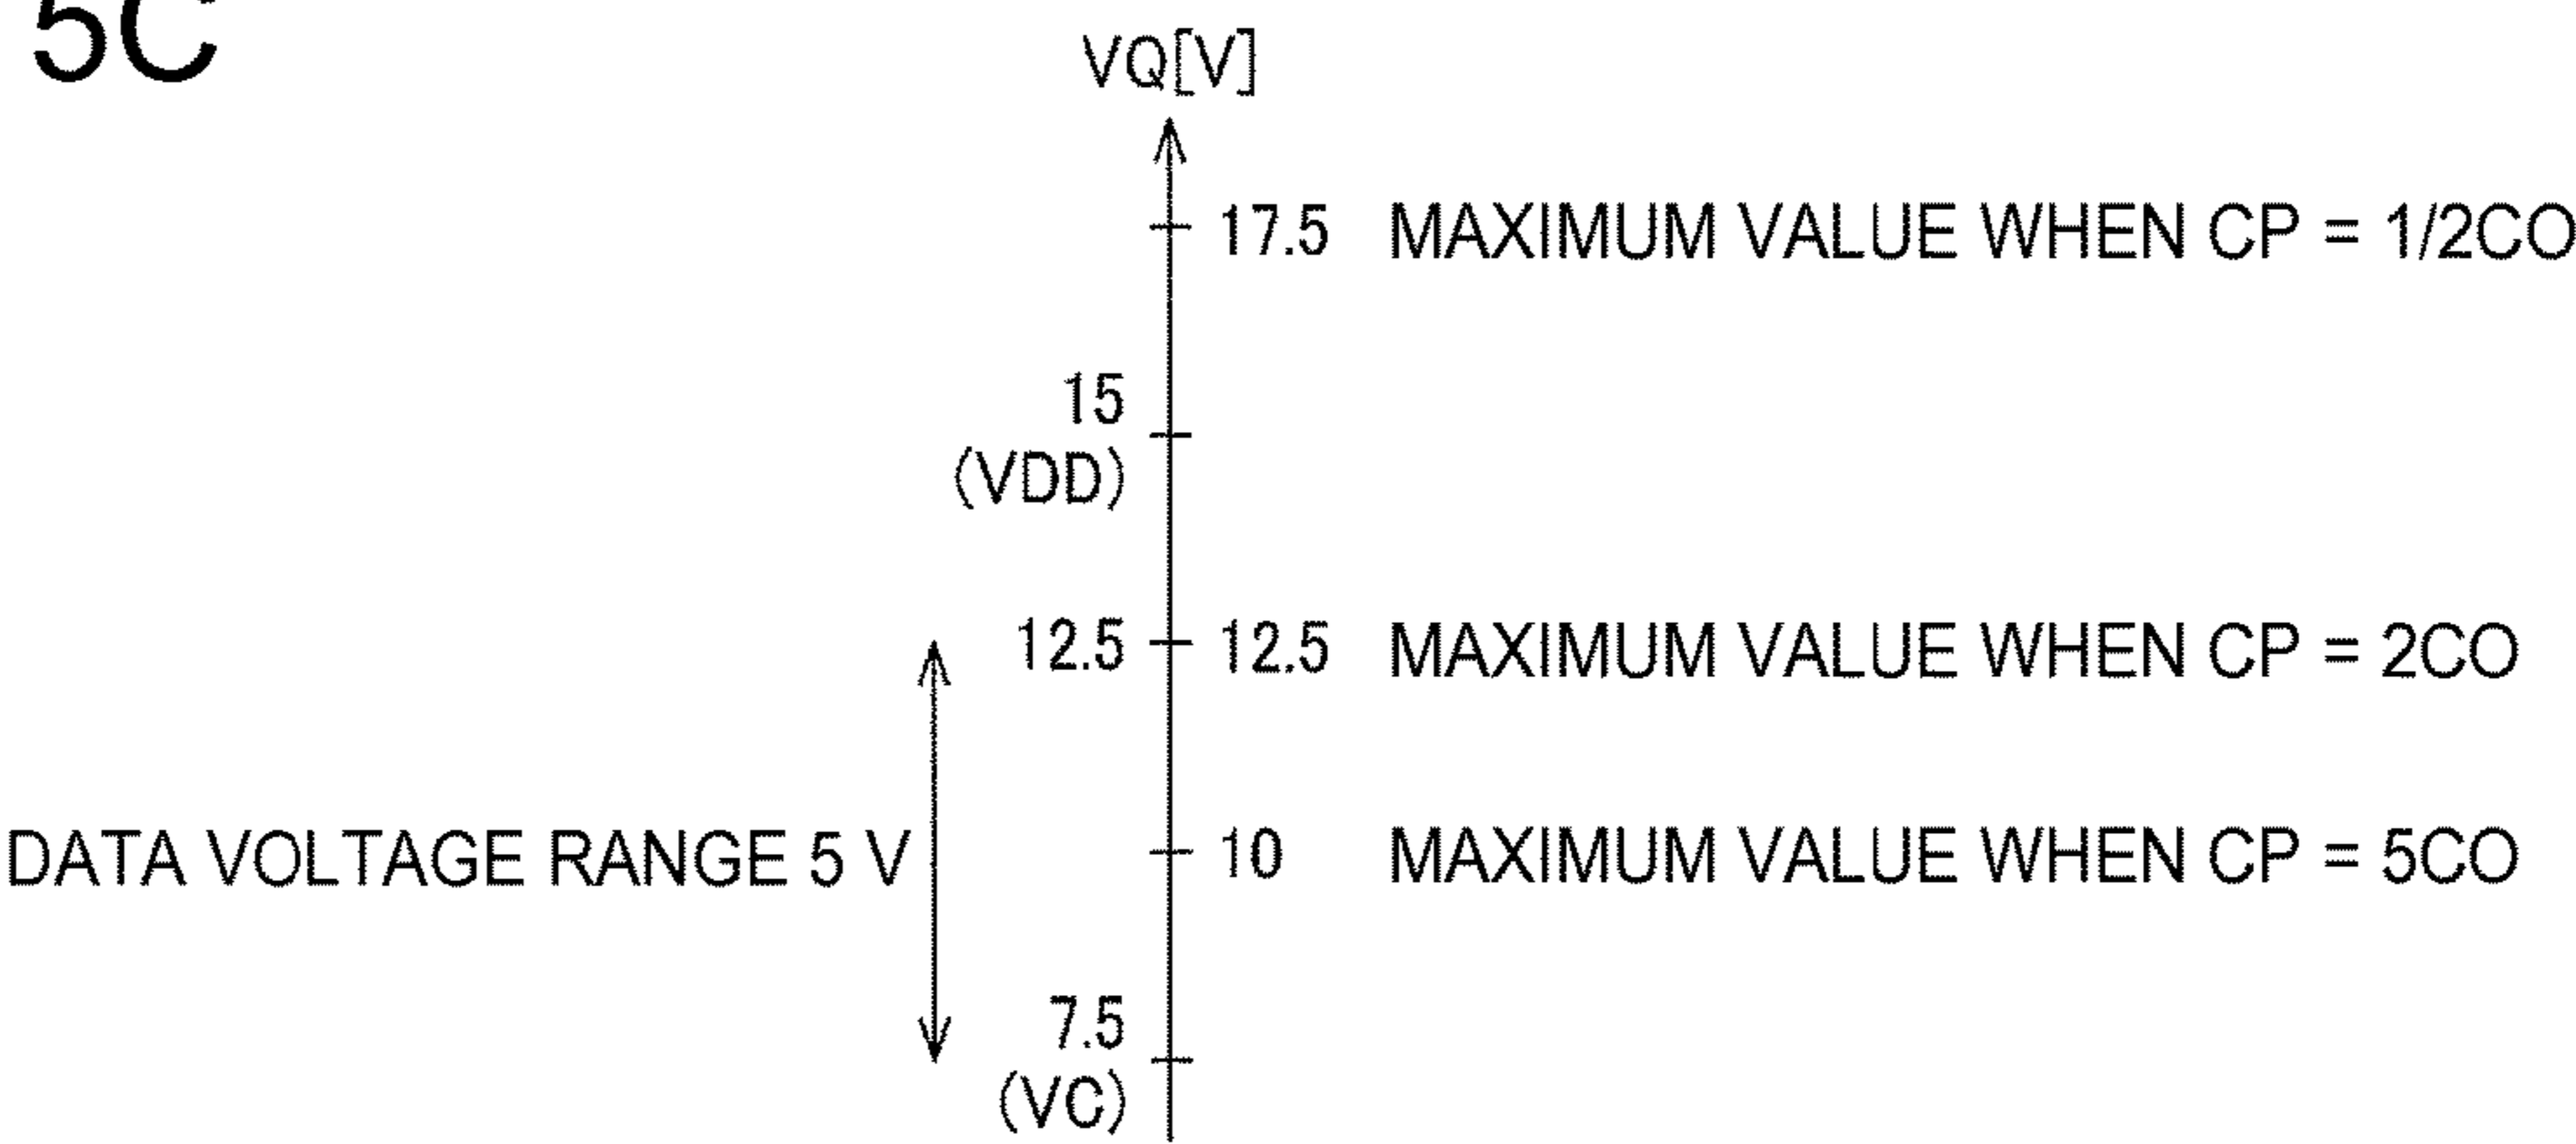 5C
VQ[V]
17.5 MAXIMUM VALUE WHEN CP = 1/2CO
15
(VDD)
12.5 12.5 MAXIMUM VALUE WHEN CP = 2CO
DATA VOLTAGE RANGE 5 V 10 MAXIMUM VALUE WHEN CP = 5CO
7.5
(VC)